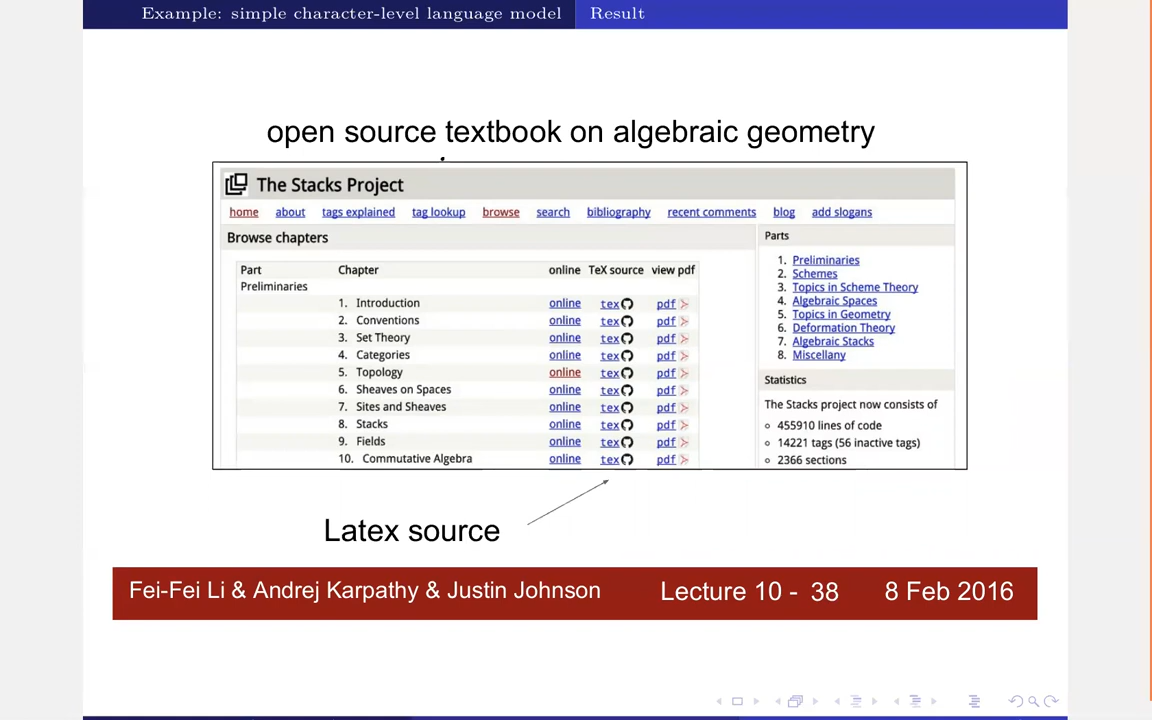 Example: simple character-level language model Result
open source textbook on algebraic geometry
The Stacks Project
home about tags explained tag lookup browse search bibliography recent comments blog add slogans
Browse chapters
Part Chapter online TeX source view pdf
Preliminaries
1. Introduction online tex pdf
2. Conventions online tex pdf
3. Set Theory online tex pdf
4. Categories online tex pdf
5. Topology online tex pdf
6. Sheaves on Spaces online tex pdf
7. Sites and Sheaves online tex pdf
8. Stacks online tex pdf
9. Fields online tex pdf
10. Commutative Algebra online tex pdf
Parts
1. Preliminaries
2. Schemes
3. Topics in Scheme Theory
4. Algebraic Spaces
5. Topics in Geometry
6. Deformation Theory
7. Algebraic Stacks
8. Miscellany
Statistics
The Stacks project now consists of
455910 lines of code
14221 tags (56 inactive tags)
2366 sections
Latex source
Fei-Fei Li & Andrej Karpathy & Justin Johnson Lecture 10 - 38 8 Feb 2016